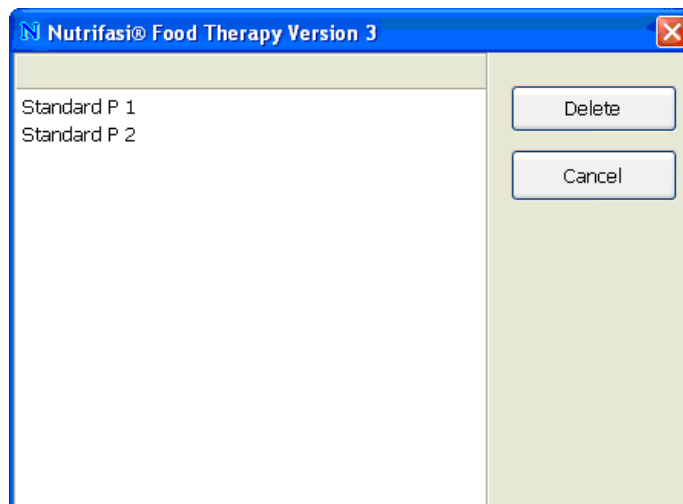 N Nutrifasi® Food Therapy Version 3
Standard P 1
Standard P 2
Delete
Cancel